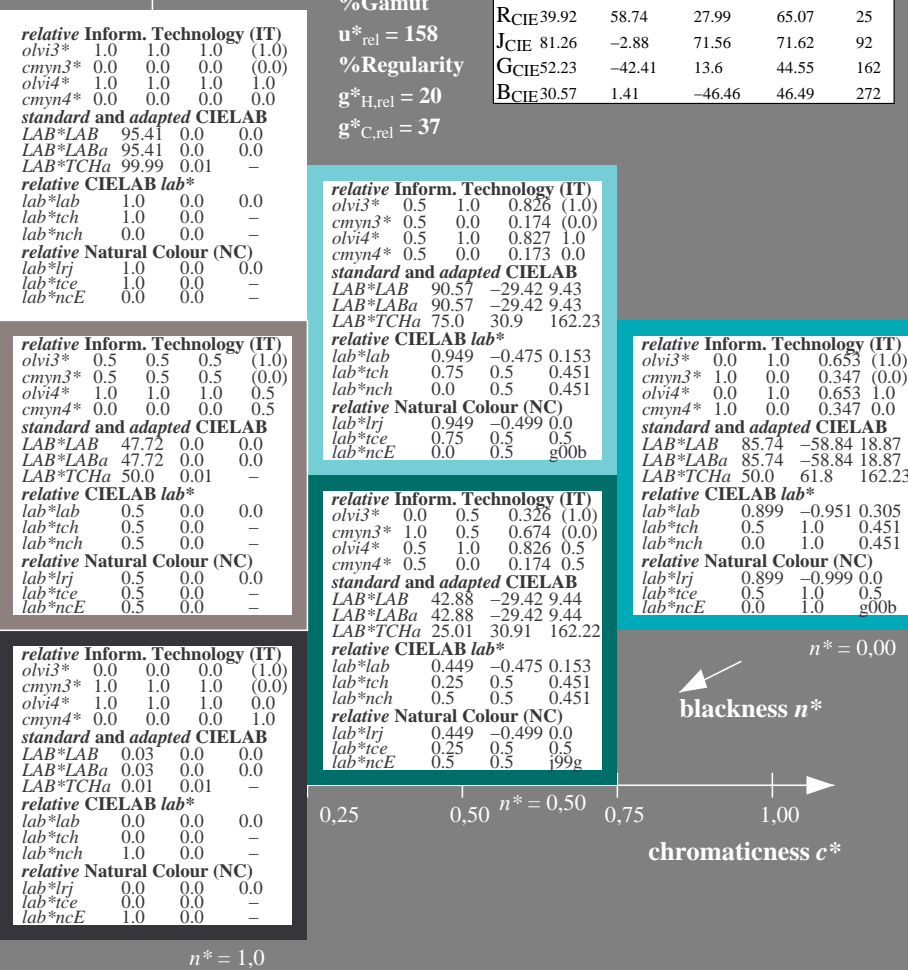 %Gamut
u*rel = 158
%Regularity
g*H,rel = 20
g*C,rel = 37
RCIE 39.92 58.74 27.99 65.07 25
JCIE 81.26 −2.88 71.56 71.62 92
GCIE 52.23 −42.41 13.6 44.55 162
BCIE 30.57 1.41 −46.46 46.49 272
relative Inform. Technology (IT)
olvi3* 1.0 1.0 1.0 (1.0)
cmyn3* 0.0 0.0 0.0 (0.0)
olvi4* 1.0 1.0 1.0 1.0
cmyn4* 0.0 0.0 0.0 0.0
standard and adapted CIELAB
LAB*LAB 95.41 0.0 0.0
LAB*LABa 95.41 0.0 0.0
LAB*TCHa 99.99 0.01 –
relative CIELAB lab*
lab*lab 1.0 0.0 0.0
lab*tch 1.0 0.0 –
lab*nch 0.0 0.0 –
relative Natural Colour (NC)
lab*lrj 1.0 0.0 0.0
lab*tce 1.0 0.0 –
lab*ncE 0.0 0.0 –
relative Inform. Technology (IT)
olvi3* 0.5 1.0 0.826 (1.0)
cmyn3* 0.5 0.0 0.174 (0.0)
olvi4* 0.5 1.0 0.827 1.0
cmyn4* 0.5 0.0 0.173 0.0
standard and adapted CIELAB
LAB*LAB 90.57 −29.42 9.43
LAB*LABa 90.57 −29.42 9.43
LAB*TCHa 75.0 30.9 162.23
relative CIELAB lab*
lab*lab 0.949 −0.475 0.153
lab*tch 0.75 0.5 0.451
lab*nch 0.0 0.5 0.451
relative Natural Colour (NC)
lab*lrj 0.949 −0.499 0.0
lab*tce 0.75 0.5 0.5
lab*ncE 0.0 0.5 g00b
relative Inform. Technology (IT)
olvi3* 0.5 0.5 0.5 (1.0)
cmyn3* 0.5 0.5 0.5 (0.0)
olvi4* 1.0 1.0 1.0 0.5
cmyn4* 0.0 0.0 0.0 0.5
standard and adapted CIELAB
LAB*LAB 47.72 0.0 0.0
LAB*LABa 47.72 0.0 0.0
LAB*TCHa 50.0 0.01 –
relative CIELAB lab*
lab*lab 0.5 0.0 0.0
lab*tch 0.5 0.0 –
lab*nch 0.5 0.0 –
relative Natural Colour (NC)
lab*lrj 0.5 0.0 0.0
lab*tce 0.5 0.0 –
lab*ncE 0.5 0.0 –
relative Inform. Technology (IT)
olvi3* 0.0 1.0 0.653 (1.0)
cmyn3* 1.0 0.0 0.347 (0.0)
olvi4* 0.0 1.0 0.653 1.0
cmyn4* 1.0 0.0 0.347 0.0
standard and adapted CIELAB
LAB*LAB 85.74 −58.84 18.87
LAB*LABa 85.74 −58.84 18.87
LAB*TCHa 50.0 61.8 162.23
relative CIELAB lab*
lab*lab 0.899 −0.951 0.305
lab*tch 0.5 1.0 0.451
lab*nch 0.0 1.0 0.451
relative Natural Colour (NC)
lab*lrj 0.899 −0.999 0.0
lab*tce 0.5 1.0 0.5
lab*ncE 0.0 1.0 g00b
relative Inform. Technology (IT)
olvi3* 0.0 0.5 0.326 (1.0)
cmyn3* 1.0 0.5 0.674 (0.0)
olvi4* 0.5 1.0 0.826 0.5
cmyn4* 0.5 0.0 0.174 0.5
standard and adapted CIELAB
LAB*LAB 42.88 −29.42 9.44
LAB*LABa 42.88 −29.42 9.44
LAB*TCHa 25.01 30.91 162.22
relative CIELAB lab*
lab*lab 0.449 −0.475 0.153
lab*tch 0.25 0.5 0.451
lab*nch 0.5 0.5 0.451
relative Natural Colour (NC)
lab*lrj 0.449 −0.499 0.0
lab*tce 0.25 0.5 0.5
lab*ncE 0.5 0.5 j99g
relative Inform. Technology (IT)
olvi3* 0.0 0.0 0.0 (1.0)
cmyn3* 1.0 1.0 1.0 (0.0)
olvi4* 1.0 1.0 1.0 0.0
cmyn4* 0.0 0.0 0.0 1.0
standard and adapted CIELAB
LAB*LAB 0.03 0.0 0.0
LAB*LABa 0.03 0.0 0.0
LAB*TCHa 0.01 0.01 –
relative CIELAB lab*
lab*lab 0.0 0.0 0.0
lab*tch 0.0 0.0 –
lab*nch 1.0 0.0 –
relative Natural Colour (NC)
lab*lrj 0.0 0.0 0.0
lab*tce 0.0 0.0 –
lab*ncE 1.0 0.0 –
n* = 0,00
blackness n*
0,25 0,50 n* = 0,50 0,75 1,00
chromaticness c*
n* = 1,0